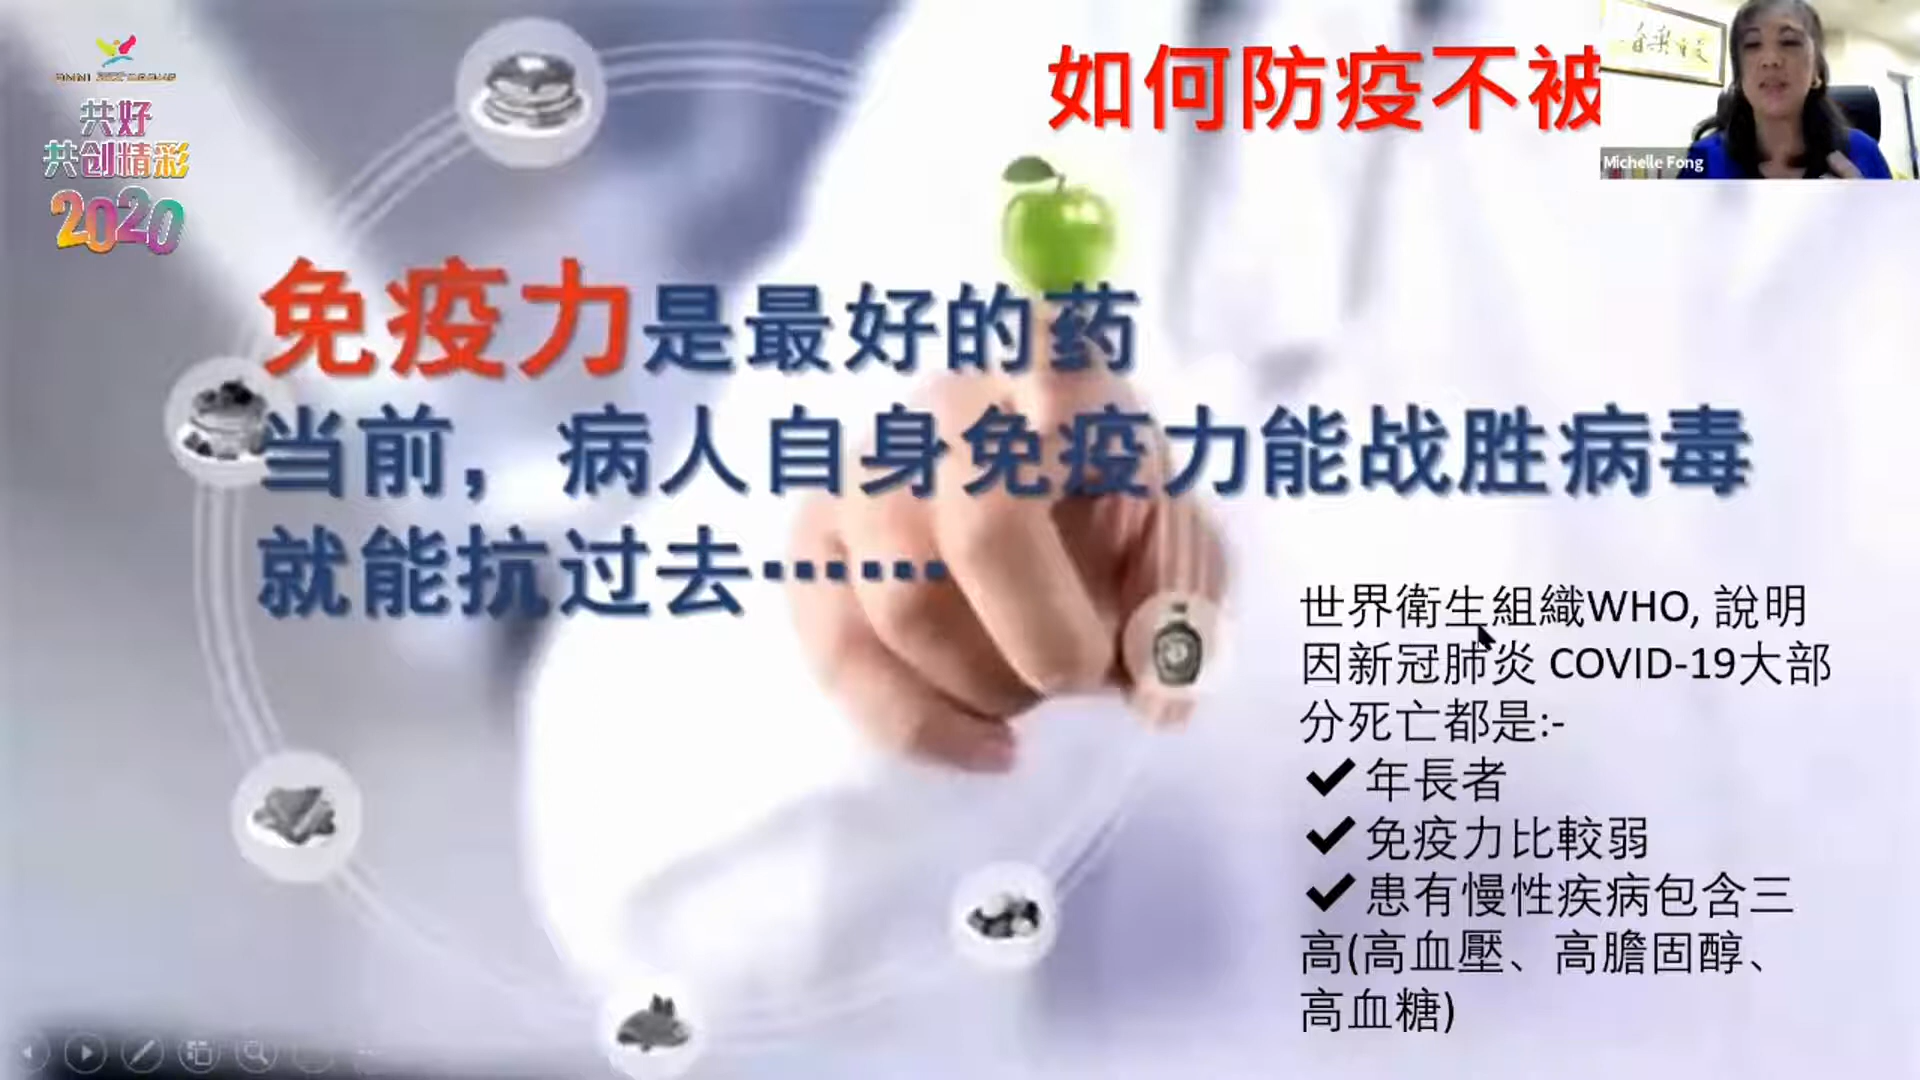 共好
共创精彩
2020
如何防疫不被
Michelle Fong
免疫力是最好的药
当前，病人自身免疫力能战胜病毒
就能抗过去······
世界衛生組織WHO, 說明
因新冠肺炎 COVID-19大部
分死亡都是:-
✔ 年長者
✔ 免疫力比較弱
✔ 患有慢性疾病包含三
高(高血壓、高膽固醇、
高血糖)